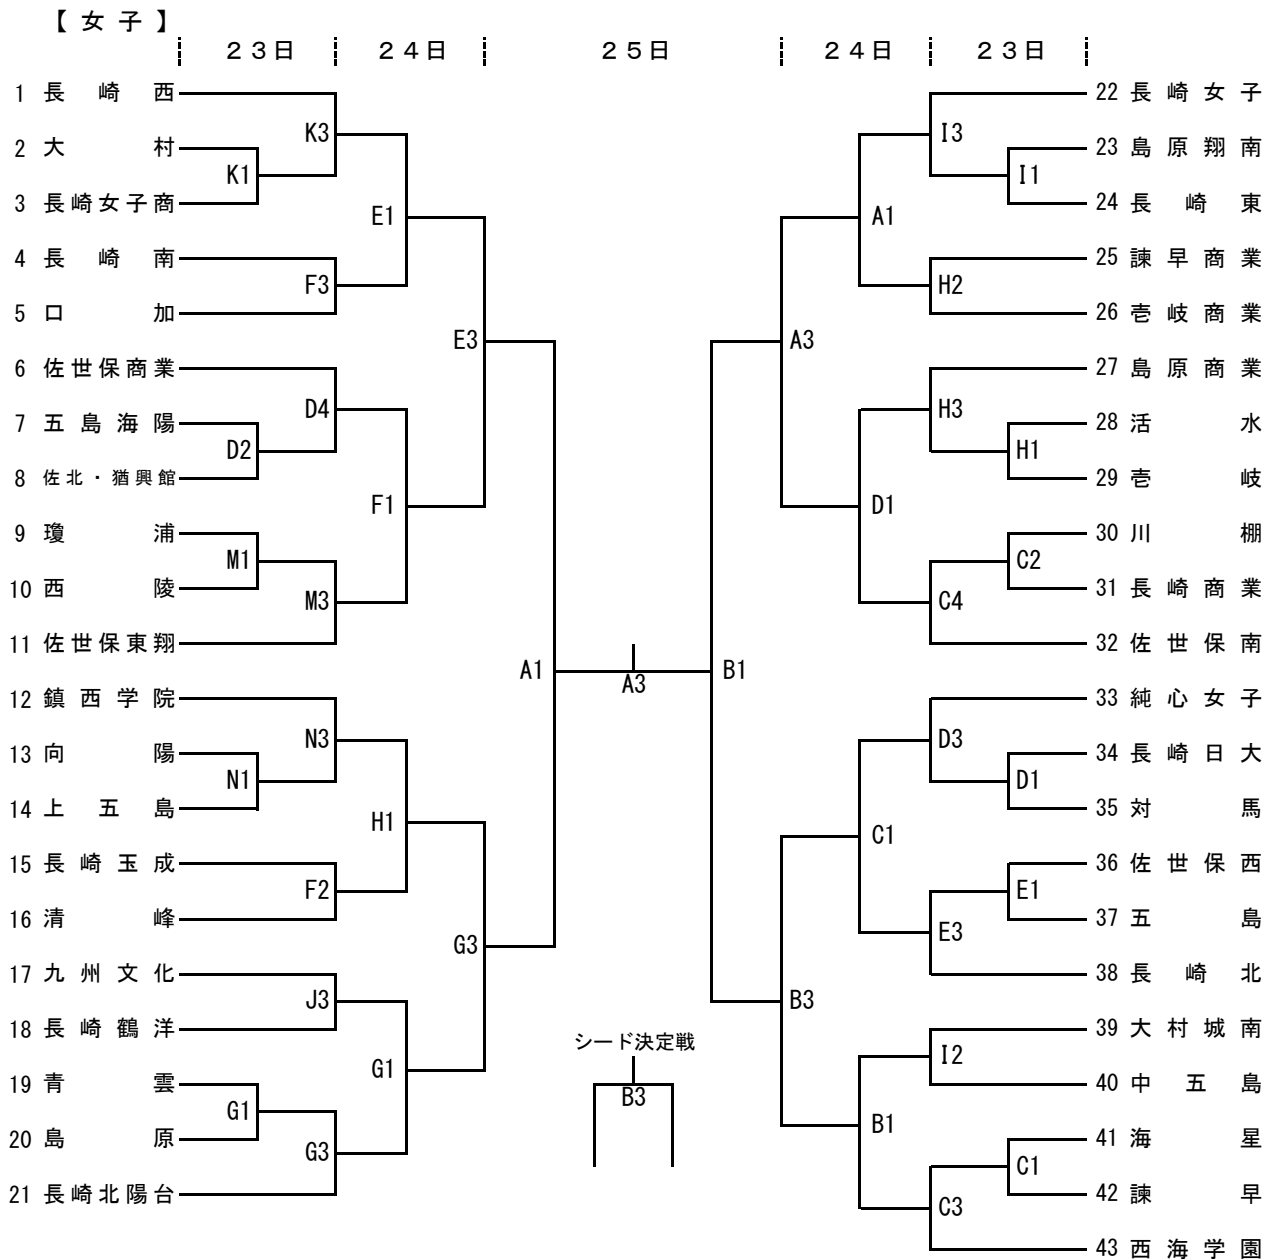 【女子】
２３日 ２４日 ２５日 ２４日 ２３日
1 長崎西
2 大村
3 長崎女子商
4 長崎南
5 口加
6 佐世保商業
7 五島海陽
8 佐北・猶興館
9 瓊浦
10 西陵
11 佐世保東翔
12 鎮西学院
13 向陽
14 上五島
15 長崎玉成
16 清峰
17 九州文化
18 長崎鶴洋
19 青雲
20 島原
21 長崎北陽台
K3
K1
E1
F3
E3
D4
D2
F1
M1
M3
A1
N3
N1
H1
F2
G3
J3
G1
G1
G3
A3
シード決定戦
B3
I3
I1
A1
H2
A3
H3
H1
D1
C2
C4
B1
D3
D1
C1
E1
E3
B3
I2
B1
C1
C3
22 長崎女子
23 島原翔南
24 長崎東
25 諫早商業
26 壱岐商業
27 島原商業
28 活水
29 壱岐
30 川棚
31 長崎商業
32 佐世保南
33 純心女子
34 長崎日大
35 対馬
36 佐世保西
37 五島
38 長崎北
39 大村城南
40 中五島
41 海星
42 諫早
43 西海学園